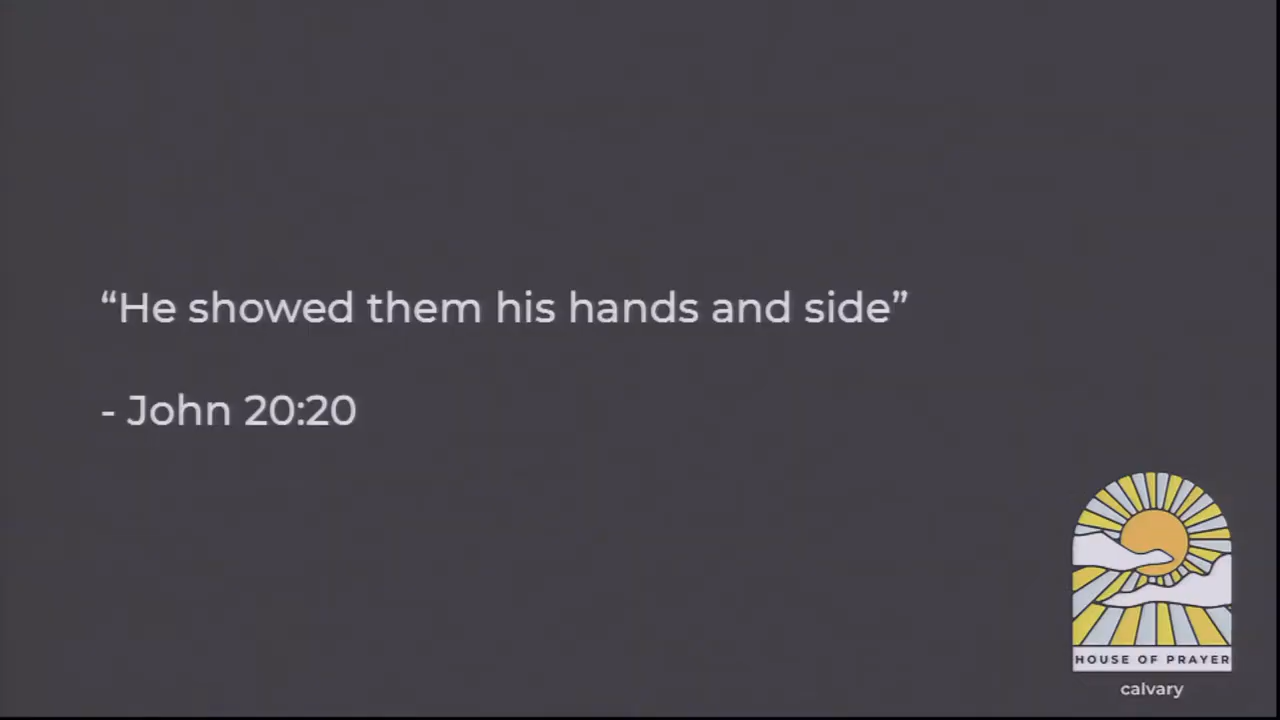 “He showed them his hands and side”
- John 20:20
HOUSE OF PRAYER
calvary